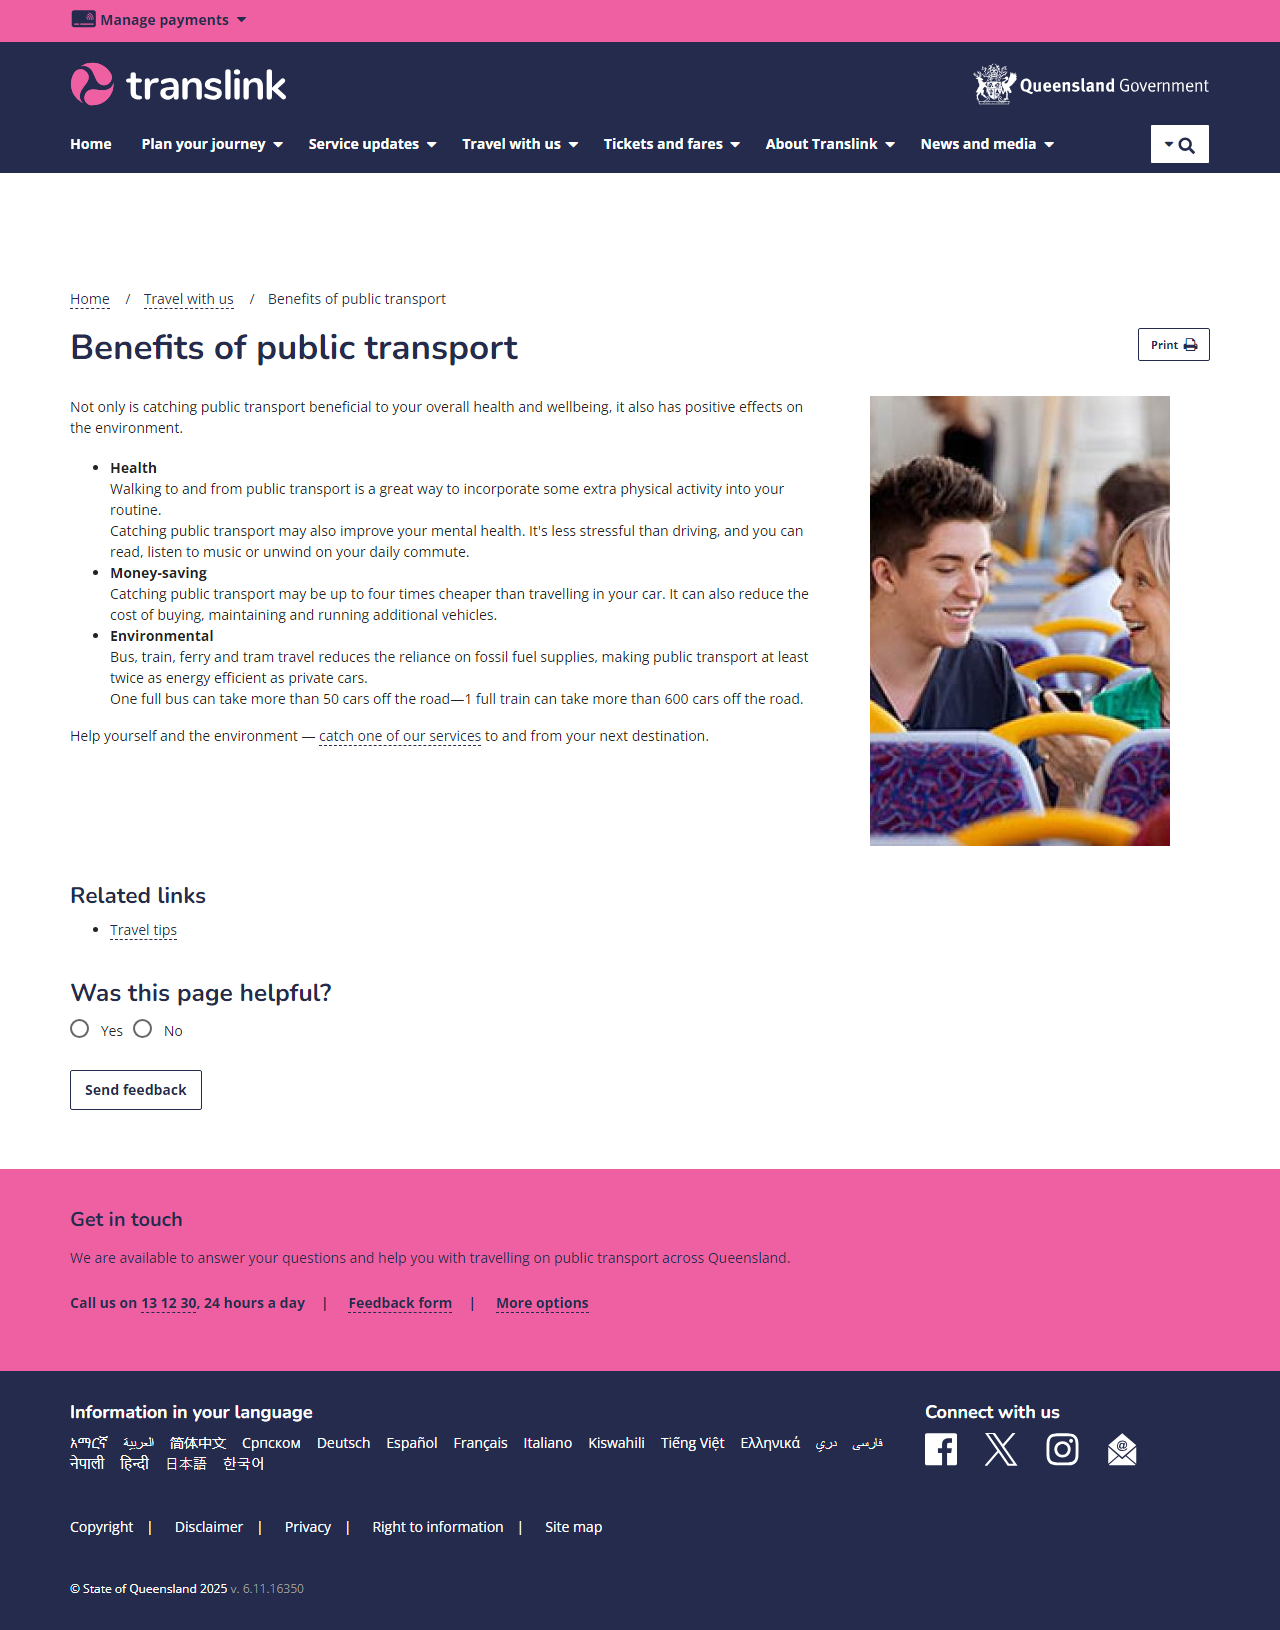 Manage payments
translink
Queensland Government
Home Plan your journey Service updates Travel with us Tickets and fares About Translink News and media
Home / Travel with us / Benefits of public transport
Benefits of public transport
Print
Not only is catching public transport beneficial to your overall health and wellbeing, it also has positive effects on
the environment.
• Health
Walking to and from public transport is a great way to incorporate some extra physical activity into your
routine.
Catching public transport may also improve your mental health. It's less stressful than driving, and you can
read, listen to music or unwind on your daily commute.
• Money-saving
Catching public transport may be up to four times cheaper than travelling in your car. It can also reduce the
cost of buying, maintaining and running additional vehicles.
• Environmental
Bus, train, ferry and tram travel reduces the reliance on fossil fuel supplies, making public transport at least
twice as energy efficient as private cars.
One full bus can take more than 50 cars off the road—1 full train can take more than 600 cars off the road.
Help yourself and the environment — catch one of our services to and from your next destination.
Related links
• Travel tips
Was this page helpful?
Yes No
Send feedback
Get in touch
We are available to answer your questions and help you with travelling on public transport across Queensland.
Call us on 13 12 30, 24 hours a day | Feedback form | More options
Information in your language
አማርኛ العربية 简体中文 Српском Deutsch Español Français Italiano Kiswahili Tiếng Việt Ελληνικά دري فارسی
नेपाली हिन्दी 日本語 한국어
Connect with us
Copyright | Disclaimer | Privacy | Right to information | Site map
© State of Queensland 2025 v. 6.11.16350